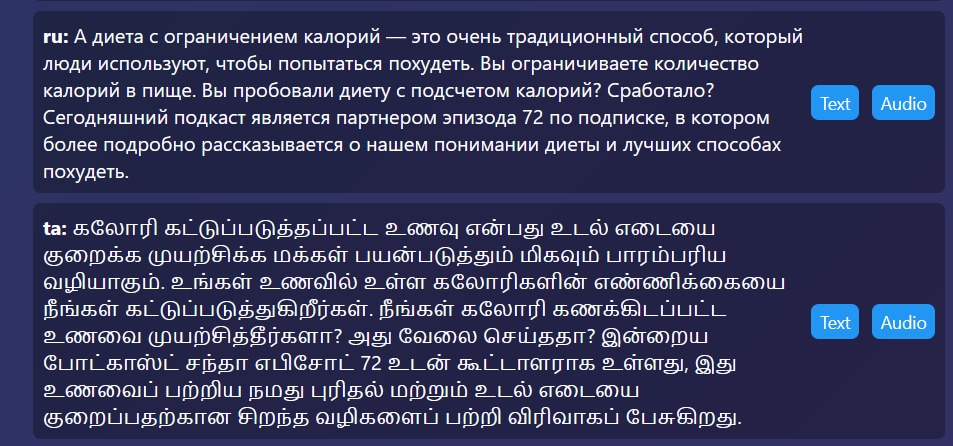 ru: А диета с ограничением калорий — это очень традиционный способ, который
люди используют, чтобы попытаться похудеть. Вы ограничиваете количество
калорий в пище. Вы пробовали диету с подсчетом калорий? Сработало?
Сегодняшний подкаст является партнером эпизода 72 по подписке, в котором
более подробно рассказывается о нашем понимании диеты и лучших способах
похудеть.
Text
Audio
ta: கலோரி கட்டுப்படுத்தப்பட்ட உணவு என்பது உடல் எடையை
குறைக்க முயற்சிக்க மக்கள் பயன்படுத்தும் மிகவும் பாரம்பரிய
வழியாகும். உங்கள் உணவில் உள்ள கலோரிகளின் எண்ணிக்கையை
நீங்கள் கட்டுப்படுத்துகிறீர்கள். நீங்கள் கலோரி கணக்கிடப்பட்ட
உணவை முயற்சித்தீர்களா? அது வேலை செய்ததா? இன்றைய
போட்காஸ்ட் சந்தா எபிசோட் 72 உடன் கூட்டாளராக உள்ளது, இது
உணவைப் பற்றிய நமது புரிதல் மற்றும் உடல் எடையை
குறைப்பதற்கான சிறந்த வழிகளைப் பற்றி விரிவாகப் பேசுகிறது.
Text
Audio